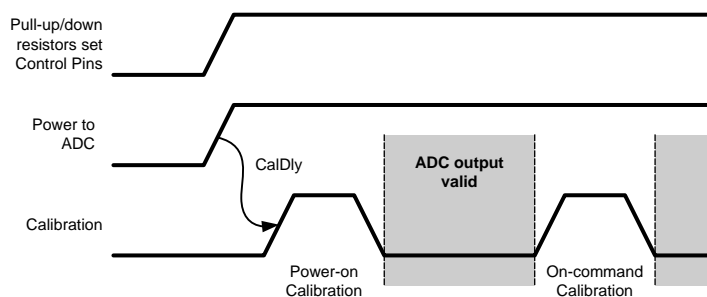 Pull-up/down
resistors set
Control Pins
Power to
ADC
CalDly
ADC output
valid
Calibration
Power-on
Calibration
On-command
Calibration